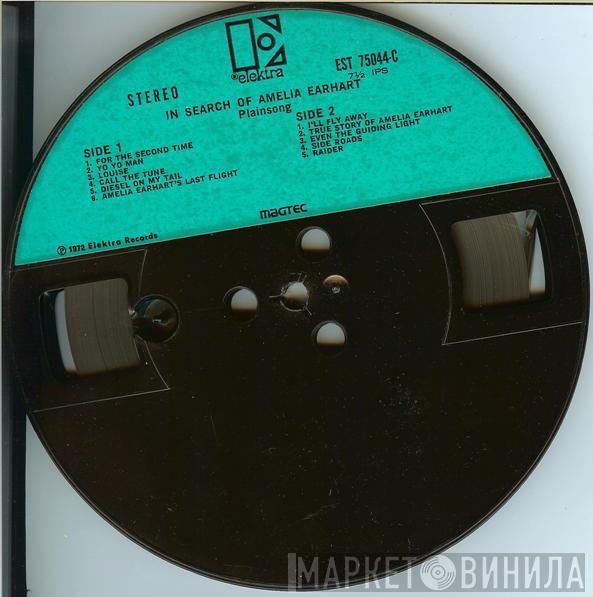 elektra
STEREO
EST 75044-C
7½ IPS
IN SEARCH OF AMELIA EARHART
Plainsong
SIDE 1
1. FOR THE SECOND TIME
2. YO YO MAN
3. LOUISE
4. CALL THE TUNE
5. DIESEL ON MY TAIL
6. AMELIA EARHART'S LAST FLIGHT
SIDE 2
1. I'LL FLY AWAY
2. TRUE STORY OF AMELIA EARHART
3. EVEN THE GUIDING LIGHT
4. SIDE ROADS
5. RAIDER
MAGTEC
℗ 1972 Elektra Records
МАРКЕТ ВИНИЛА